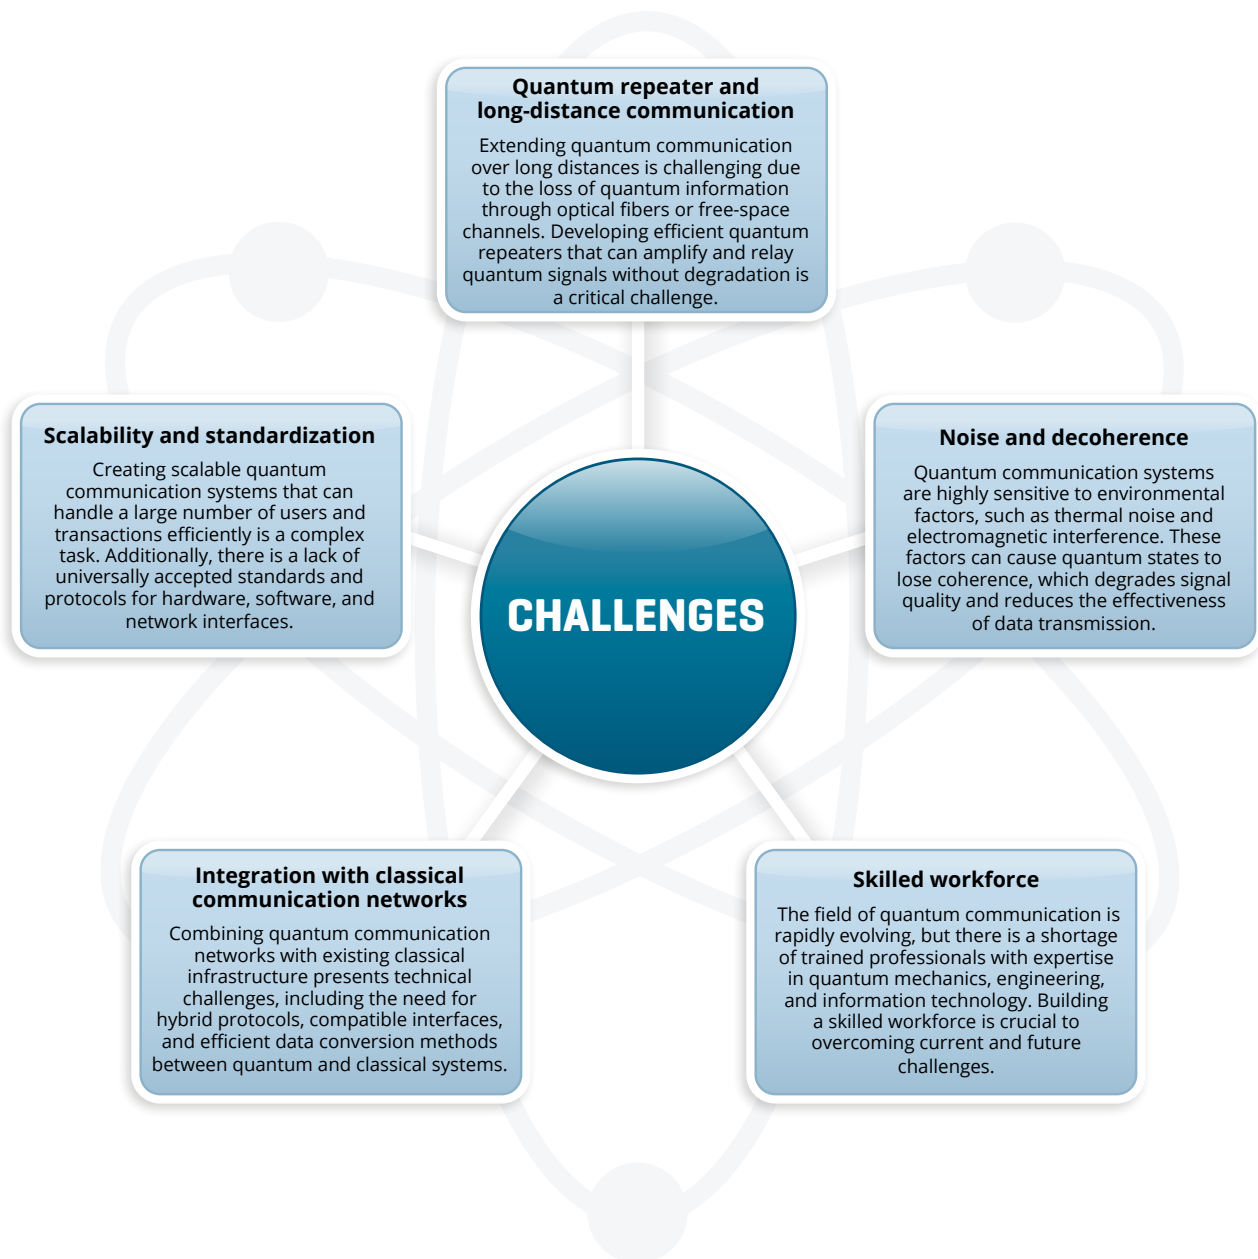 Quantum repeater and
long-distance communication
Extending quantum communication
over long distances is challenging due
to the loss of quantum information
through optical fibers or free-space
channels. Developing efficient quantum
repeaters that can amplify and relay
quantum signals without degradation is
a critical challenge.
Scalability and standardization
Creating scalable quantum
communication systems that can
handle a large number of users and
transactions efficiently is a complex
task. Additionally, there is a lack of
universally accepted standards and
protocols for hardware, software, and
network interfaces.
Noise and decoherence
Quantum communication systems
are highly sensitive to environmental
factors, such as thermal noise and
electromagnetic interference. These
factors can cause quantum states to
lose coherence, which degrades signal
quality and reduces the effectiveness
of data transmission.
CHALLENGES
Integration with classical
communication networks
Combining quantum communication
networks with existing classical
infrastructure presents technical
challenges, including the need for
hybrid protocols, compatible interfaces,
and efficient data conversion methods
between quantum and classical systems.
Skilled workforce
The field of quantum communication is
rapidly evolving, but there is a shortage
of trained professionals with expertise
in quantum mechanics, engineering,
and information technology. Building
a skilled workforce is crucial to
overcoming current and future
challenges.